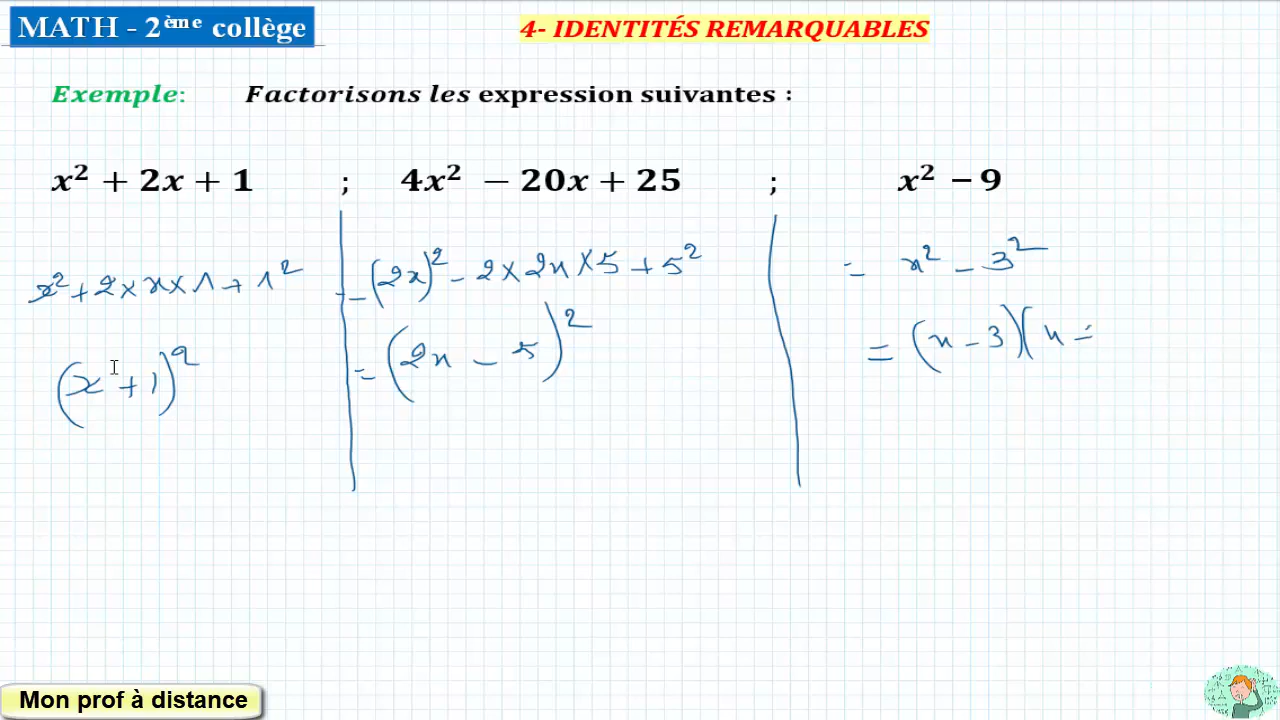 MATH - 2ème collège
4- IDENTITÉS REMARQUABLES
Exemple: Factorisons les expression suivantes :
x² + 2x + 1 ; 4x² - 20x + 25 ; x² - 9
x² + 2 × x × 1 + 1²
= (2x)² - 2 × 2x × 5 + 5²
= x² - 3²
(x + 1)²
= (2x - 5)²
= (x - 3)(x
Mon prof à distance